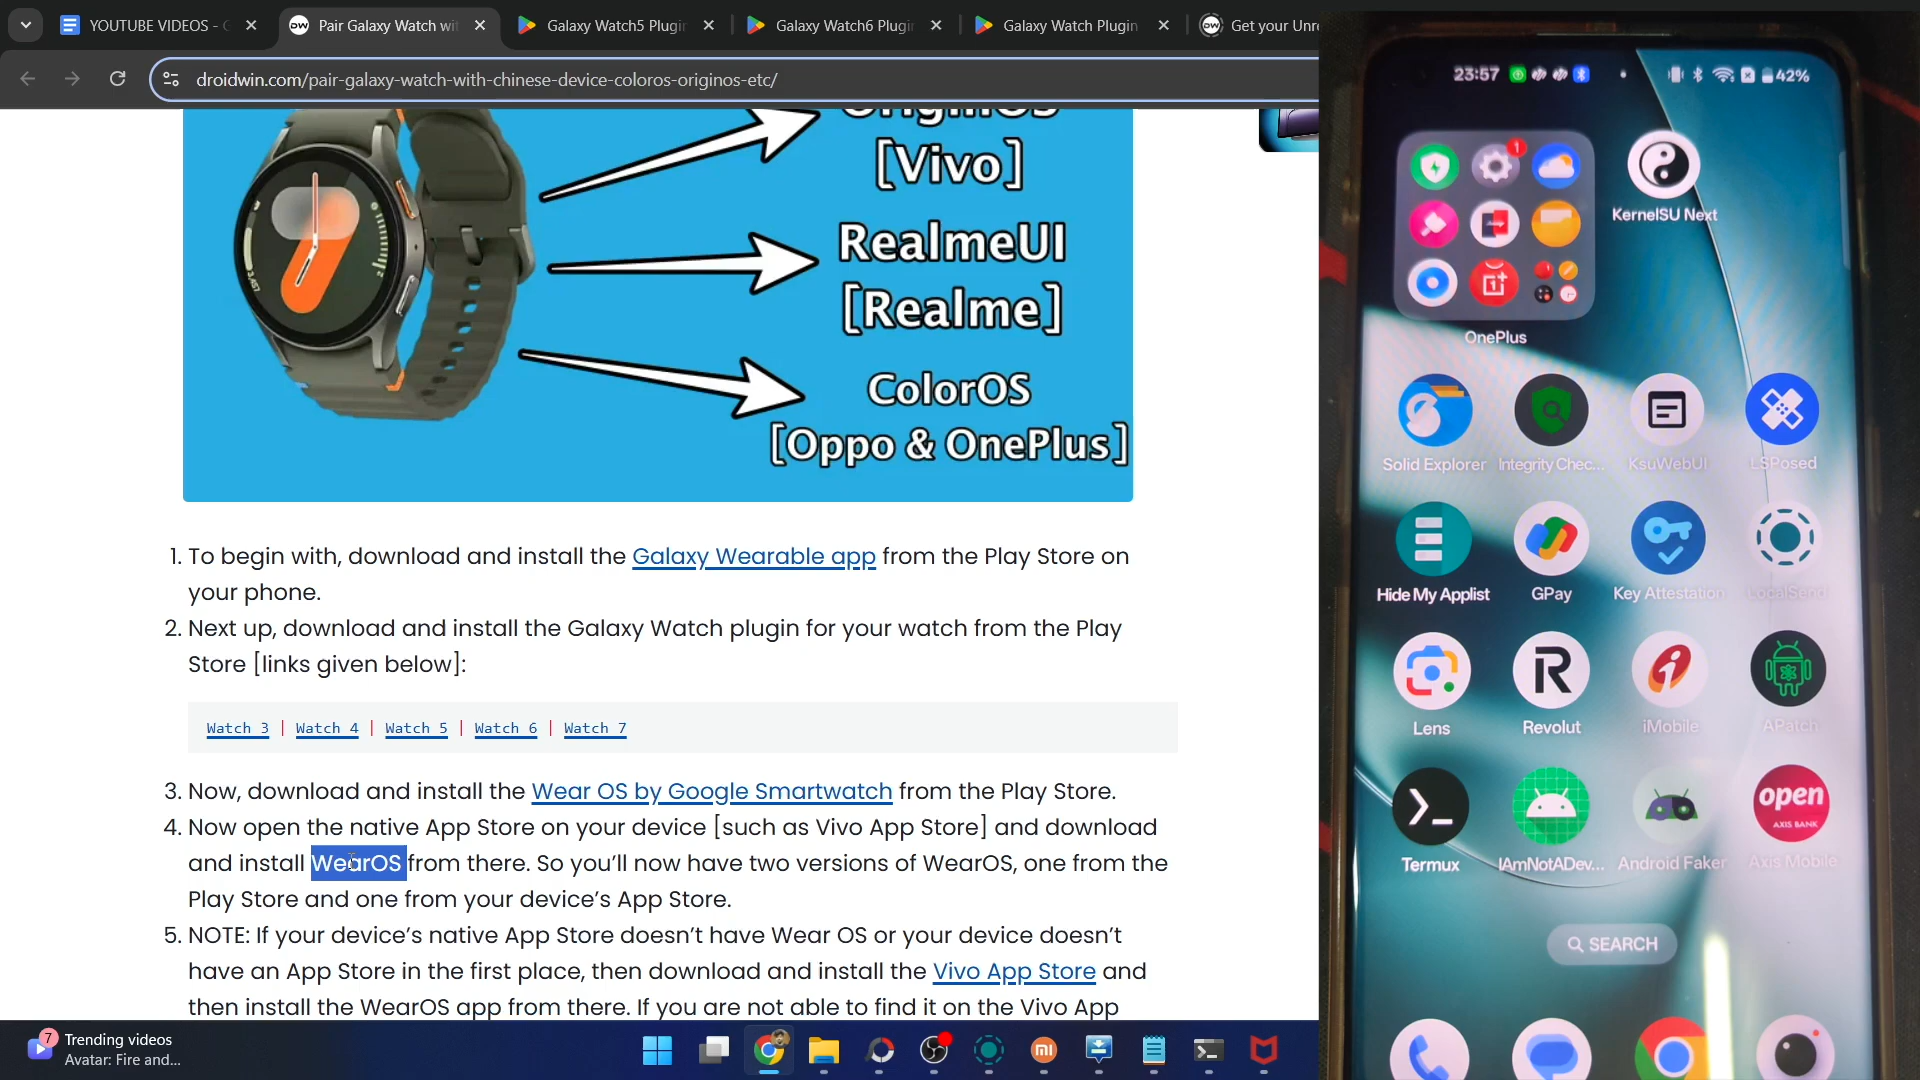 YOUTUBE VIDEOS -
Pair Galaxy Watch wit
Galaxy Watch5 Plugin
Galaxy Watch6 Plugin
Galaxy Watch Plugin
Get your Unr
droidwin.com/pair-galaxy-watch-with-chinese-device-coloros-originos-etc/
OriginOS
[Vivo]
RealmeUI
[Realme]
ColorOS
[Oppo & OnePlus]
1. To begin with, download and install the Galaxy Wearable app from the Play Store on
your phone.
2. Next up, download and install the Galaxy Watch plugin for your watch from the Play
Store [links given below]:
Watch 3 | Watch 4 | Watch 5 | Watch 6 | Watch 7
3. Now, download and install the Wear OS by Google Smartwatch from the Play Store.
4. Now open the native App Store on your device [such as Vivo App Store] and download
and install WearOS from there. So you’ll now have two versions of WearOS, one from the
Play Store and one from your device’s App Store.
5. NOTE: If your device’s native App Store doesn’t have Wear OS or your device doesn’t
have an App Store in the first place, then download and install the Vivo App Store and
then install the WearOS app from there. If you are not able to find it on the Vivo App
7
Trending videos
Avatar: Fire and...
23:57
42%
1
KernelSU Next
OnePlus
Solid Explorer
Integrity Chec...
KsuWebUI
LSPosed
Hide My Applist
GPay
Key Attestation
LocalSend
Lens
Revolut
iMobile
APatch
open
AXIS BANK
Termux
IAmNotADev...
Android Faker
Axis Mobile
SEARCH